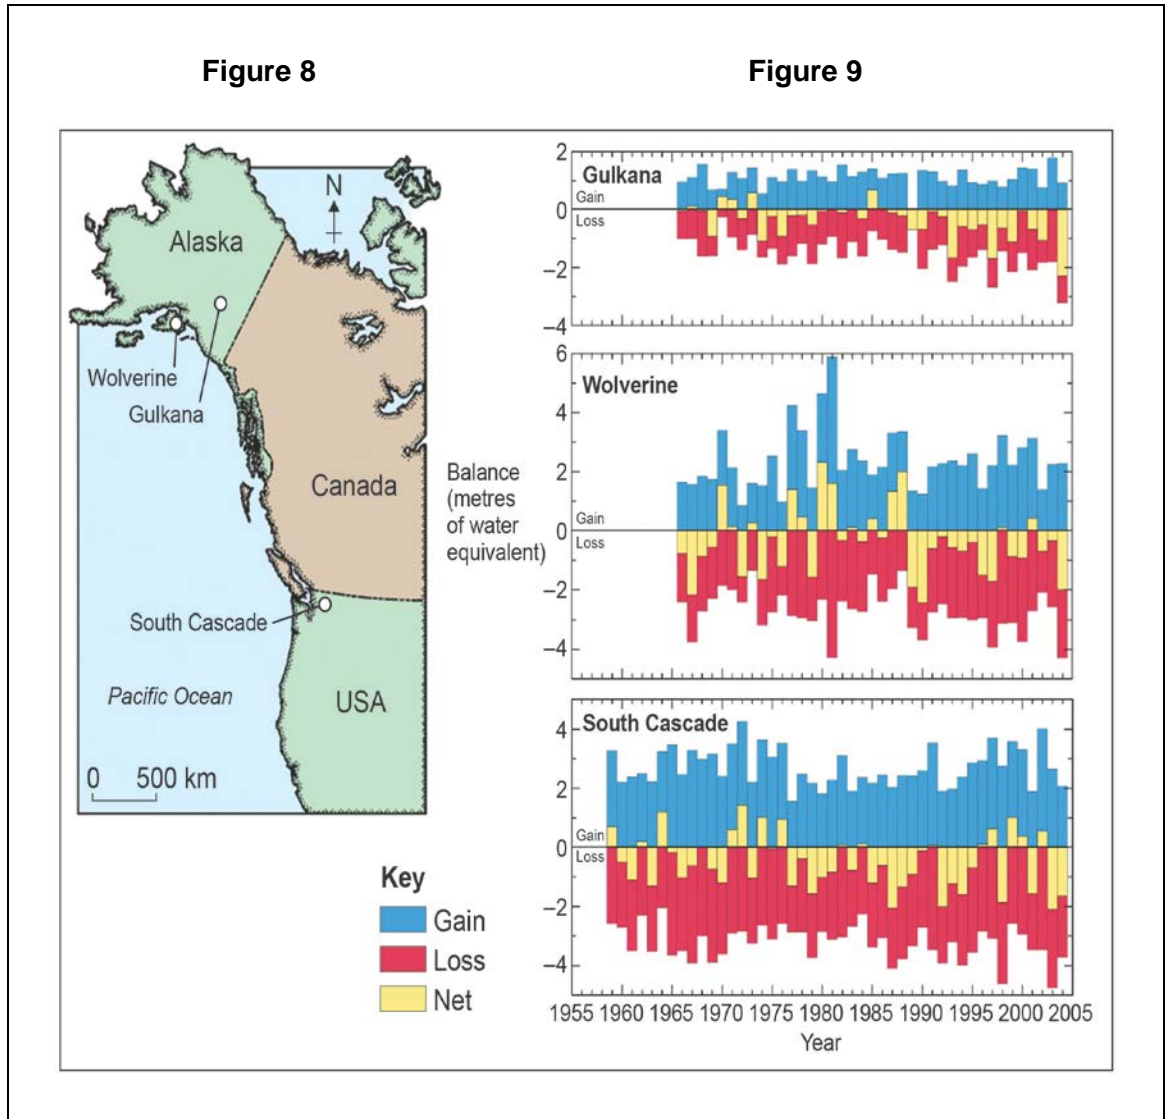 Figure 8
Figure 9
N
Alaska
Wolverine
Gulkana
Canada
South Cascade
Pacific Ocean
USA
0 500 km
Key
Gain
Loss
Net
Balance
(metres
of water
equivalent)
2
Gulkana
Gain
0
Loss
–2
–4
6
Wolverine
4
2
Gain
0
Loss
–2
–4
South Cascade
4
2
Gain
0
Loss
–2
–4
1955 1960 1965 1970 1975 1980 1985 1990 1995 2000 2005
Year